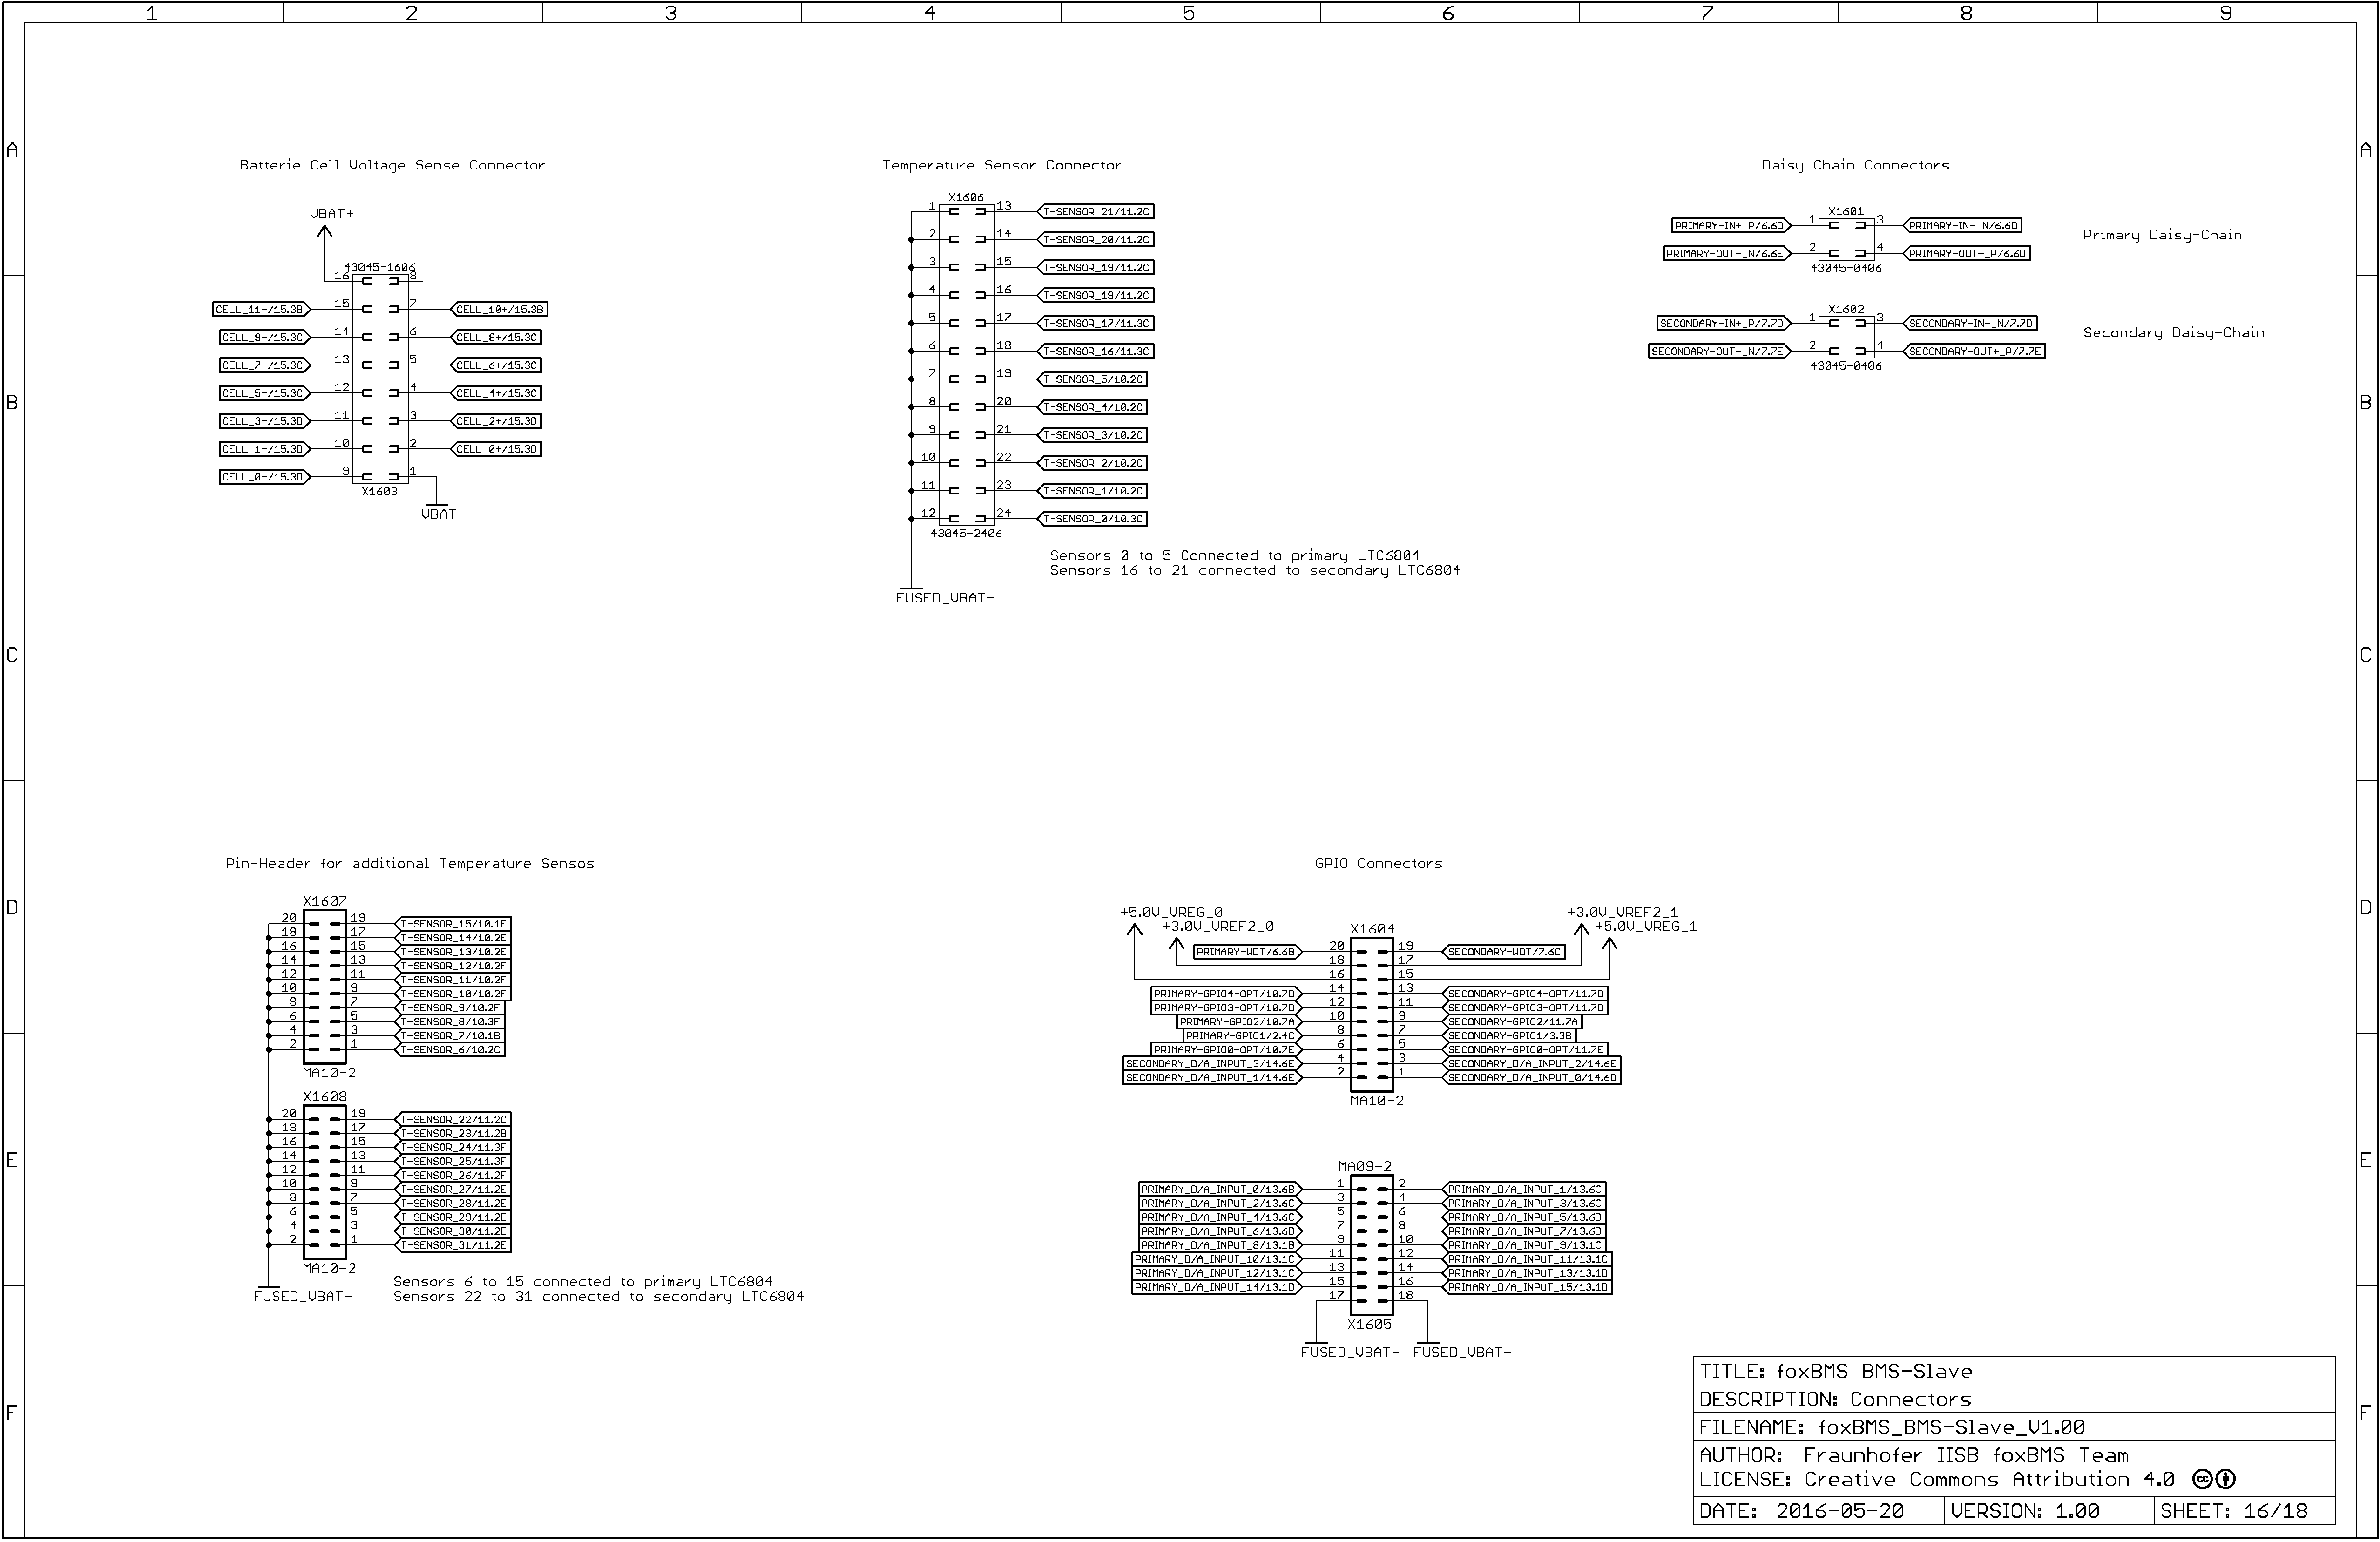 1 2 3 4 5 6 7 8 9
A A
B B
C C
D D
E E
F F
Batterie Cell Voltage Sense Connector
VBAT+
43045-1606
16 8
CELL_11+/15.3B 15 7 CELL_10+/15.3B
CELL_9+/15.3C 14 6 CELL_8+/15.3C
CELL_7+/15.3C 13 5 CELL_6+/15.3C
CELL_5+/15.3C 12 4 CELL_4+/15.3C
CELL_3+/15.3D 11 3 CELL_2+/15.3D
CELL_1+/15.3D 10 2 CELL_0+/15.3D
CELL_0-/15.3D 9 1
X1603
VBAT-
Temperature Sensor Connector
X1606
1 13 T-SENSOR_21/11.2C
2 14 T-SENSOR_20/11.2C
3 15 T-SENSOR_19/11.2C
4 16 T-SENSOR_18/11.2C
5 17 T-SENSOR_17/11.3C
6 18 T-SENSOR_16/11.3C
7 19 T-SENSOR_5/10.2C
8 20 T-SENSOR_4/10.2C
9 21 T-SENSOR_3/10.2C
10 22 T-SENSOR_2/10.2C
11 23 T-SENSOR_1/10.2C
12 24 T-SENSOR_0/10.3C
43045-2406
Sensors 0 to 5 Connected to primary LTC6804
Sensors 16 to 21 connected to secondary LTC6804
FUSED_VBAT-
Daisy Chain Connectors
X1601
PRIMARY-IN+_P/6.6D 1 3 PRIMARY-IN-_N/6.6D
Primary Daisy-Chain
PRIMARY-OUT-_N/6.6E 2 4 PRIMARY-OUT+_P/6.6D
43045-0406
X1602
SECONDARY-IN+_P/7.7D 1 3 SECONDARY-IN-_N/7.7D
Secondary Daisy-Chain
SECONDARY-OUT-_N/7.7E 2 4 SECONDARY-OUT+_P/7.7E
43045-0406
Pin-Header for additional Temperature Sensos
X1607
20 19 T-SENSOR_15/10.1E
18 17 T-SENSOR_14/10.2E
16 15 T-SENSOR_13/10.2E
14 13 T-SENSOR_12/10.2F
12 11 T-SENSOR_11/10.2F
10 9 T-SENSOR_10/10.2F
8 7 T-SENSOR_9/10.2F
6 5 T-SENSOR_8/10.3F
4 3 T-SENSOR_7/10.1B
2 1 T-SENSOR_6/10.2C
MA10-2
X1608
20 19 T-SENSOR_22/11.2C
18 17 T-SENSOR_23/11.2B
16 15 T-SENSOR_24/11.3F
14 13 T-SENSOR_25/11.3F
12 11 T-SENSOR_26/11.2F
10 9 T-SENSOR_27/11.2E
8 7 T-SENSOR_28/11.2E
6 5 T-SENSOR_29/11.2E
4 3 T-SENSOR_30/11.2E
2 1 T-SENSOR_31/11.2E
MA10-2
Sensors 6 to 15 connected to primary LTC6804
Sensors 22 to 31 connected to secondary LTC6804
FUSED_VBAT-
GPIO Connectors
+5.0V_VREG_0 +3.0V_VREF2_1
+3.0V_VREF2_0 +5.0V_VREG_1
X1604
PRIMARY-WDT/6.6B 20 19 SECONDARY-WDT/7.6C
18 17
16 15
PRIMARY-GPIO4-OPT/10.7D 14 13 SECONDARY-GPIO4-OPT/11.7D
PRIMARY-GPIO3-OPT/10.7D 12 11 SECONDARY-GPIO3-OPT/11.7D
PRIMARY-GPIO2/10.7A 10 9 SECONDARY-GPIO2/11.7A
PRIMARY-GPIO1/2.4C 8 7 SECONDARY-GPIO1/3.3B
PRIMARY-GPIO0-OPT/10.7E 6 5 SECONDARY-GPIO0-OPT/11.7E
SECONDARY_D/A_INPUT_3/14.6E 4 3 SECONDARY_D/A_INPUT_2/14.6E
SECONDARY_D/A_INPUT_1/14.6E 2 1 SECONDARY_D/A_INPUT_0/14.6D
MA10-2
MA09-2
PRIMARY_D/A_INPUT_0/13.6B 1 2 PRIMARY_D/A_INPUT_1/13.6C
PRIMARY_D/A_INPUT_2/13.6C 3 4 PRIMARY_D/A_INPUT_3/13.6C
PRIMARY_D/A_INPUT_4/13.6C 5 6 PRIMARY_D/A_INPUT_5/13.6D
PRIMARY_D/A_INPUT_6/13.6D 7 8 PRIMARY_D/A_INPUT_7/13.6D
PRIMARY_D/A_INPUT_8/13.1B 9 10 PRIMARY_D/A_INPUT_9/13.1C
PRIMARY_D/A_INPUT_10/13.1C 11 12 PRIMARY_D/A_INPUT_11/13.1C
PRIMARY_D/A_INPUT_12/13.1C 13 14 PRIMARY_D/A_INPUT_13/13.1D
PRIMARY_D/A_INPUT_14/13.1D 15 16 PRIMARY_D/A_INPUT_15/13.1D
17 18
X1605
FUSED_VBAT- FUSED_VBAT-
TITLE: foxBMS BMS-Slave
DESCRIPTION: Connectors
FILENAME: foxBMS_BMS-Slave_V1.00
AUTHOR: Fraunhofer IISB foxBMS Team
LICENSE: Creative Commons Attribution 4.0 cc
DATE: 2016-05-20 VERSION: 1.00 SHEET: 16/18